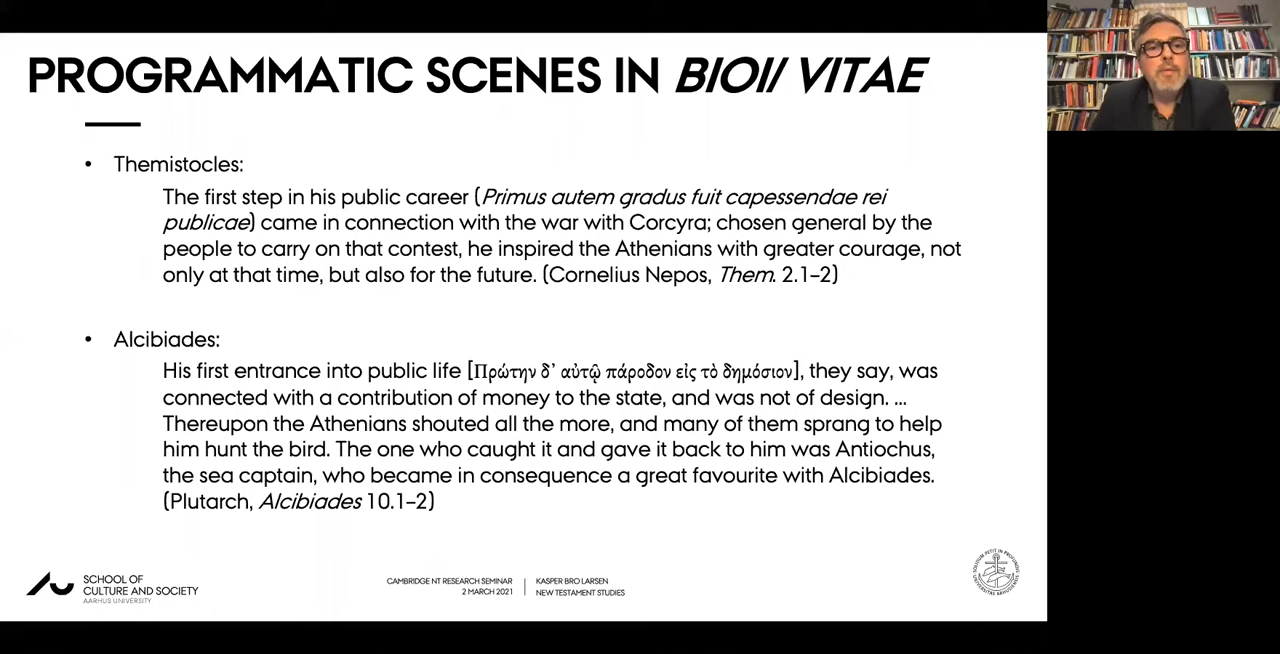 PROGRAMMATIC SCENES IN BIOI/ VITAE
• Themistocles:
The first step in his public career (Primus autem gradus fuit capessendae rei
publicae) came in connection with the war with Corcyra; chosen general by the
people to carry on that contest, he inspired the Athenians with greater courage, not
only at that time, but also for the future. (Cornelius Nepos, Them. 2.1–2)
• Alcibiades:
His first entrance into public life [Πρώτην δ᾽ αὐτῷ πάροδον εἰς τὸ δημόσιον], they say, was
connected with a contribution of money to the state, and was not of design. ...
Thereupon the Athenians shouted all the more, and many of them sprang to help
him hunt the bird. The one who caught it and gave it back to him was Antiochus,
the sea captain, who became in consequence a great favourite with Alcibiades.
(Plutarch, Alcibiades 10.1–2)
SCHOOL OF
CULTURE AND SOCIETY
AARHUS UNIVERSITY
CAMBRIDGE NT RESEARCH SEMINAR
2 MARCH 2021
KASPER BRO LARSEN
NEW TESTAMENT STUDIES